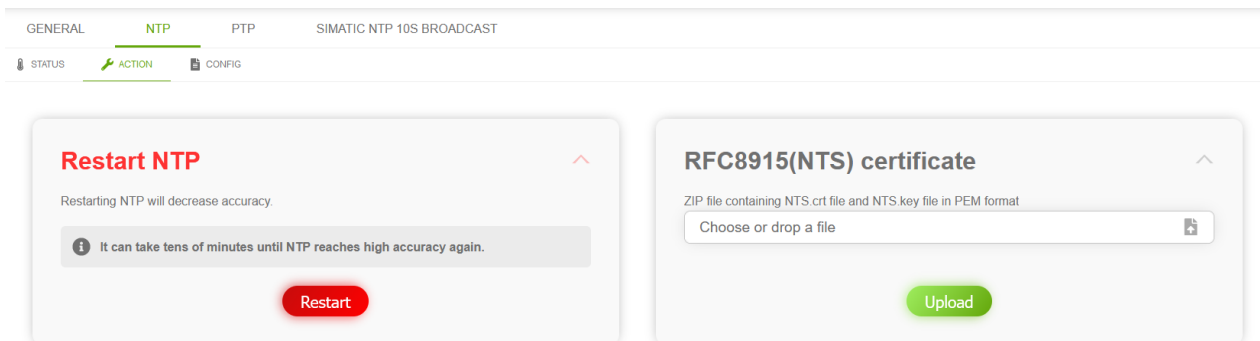 GENERAL NTP PTP SIMATIC NTP 10S BROADCAST
STATUS ACTION CONFIG
Restart NTP
Restarting NTP will decrease accuracy.
It can take tens of minutes until NTP reaches high accuracy again.
Restart
RFC8915(NTS) certificate
ZIP file containing NTS.crt file and NTS.key file in PEM format
Choose or drop a file
Upload